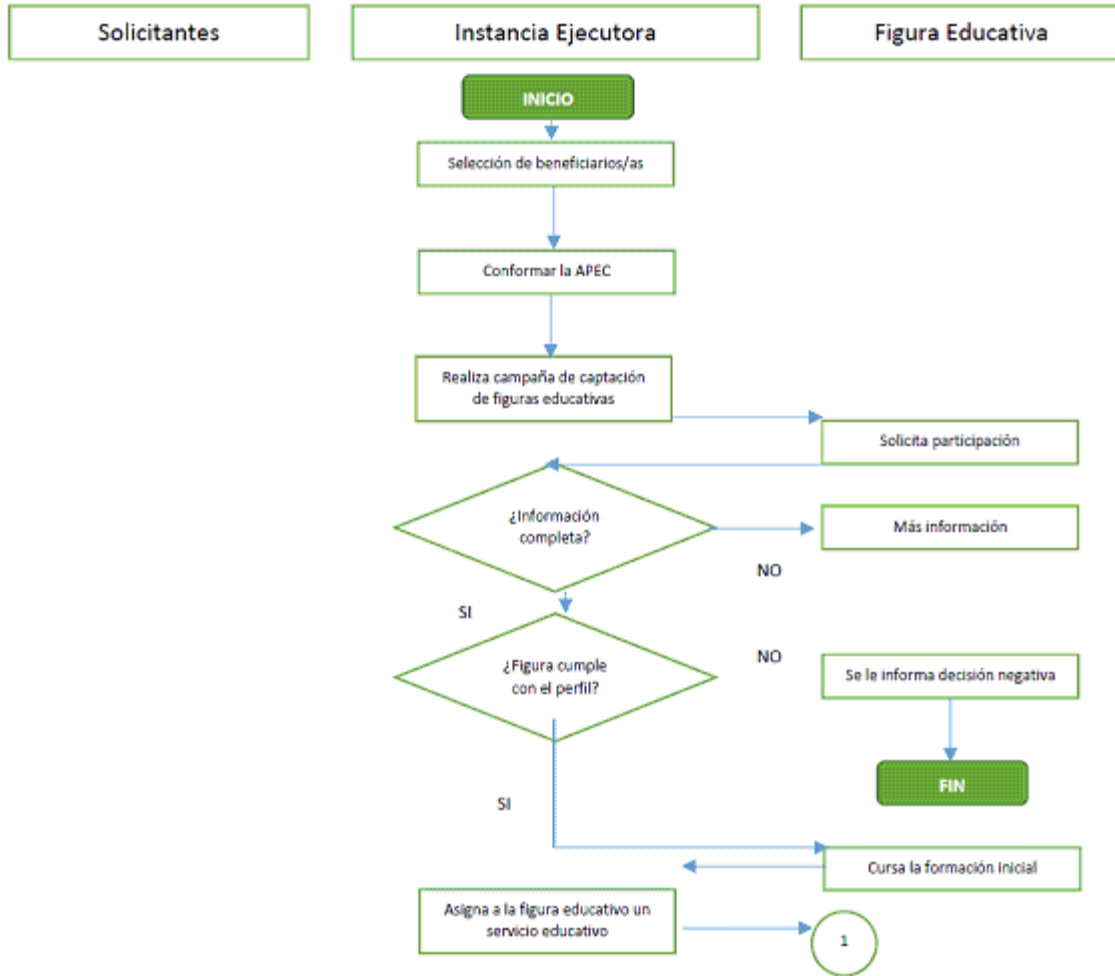 Solicitantes
Instancia Ejecutora
Figura Educativa
INICIO
Selección de beneficiarios/as
Conformar la APEC
Realiza campaña de captación
de figuras educativas
Solicita participación
¿Información
completa?
Más información
NO
SI
¿Figura cumple
con el perfil?
NO
Se le informa decisión negativa
FIN
SI
Cursa la formación inicial
Asigna a la figura educativo un
servicio educativo
1